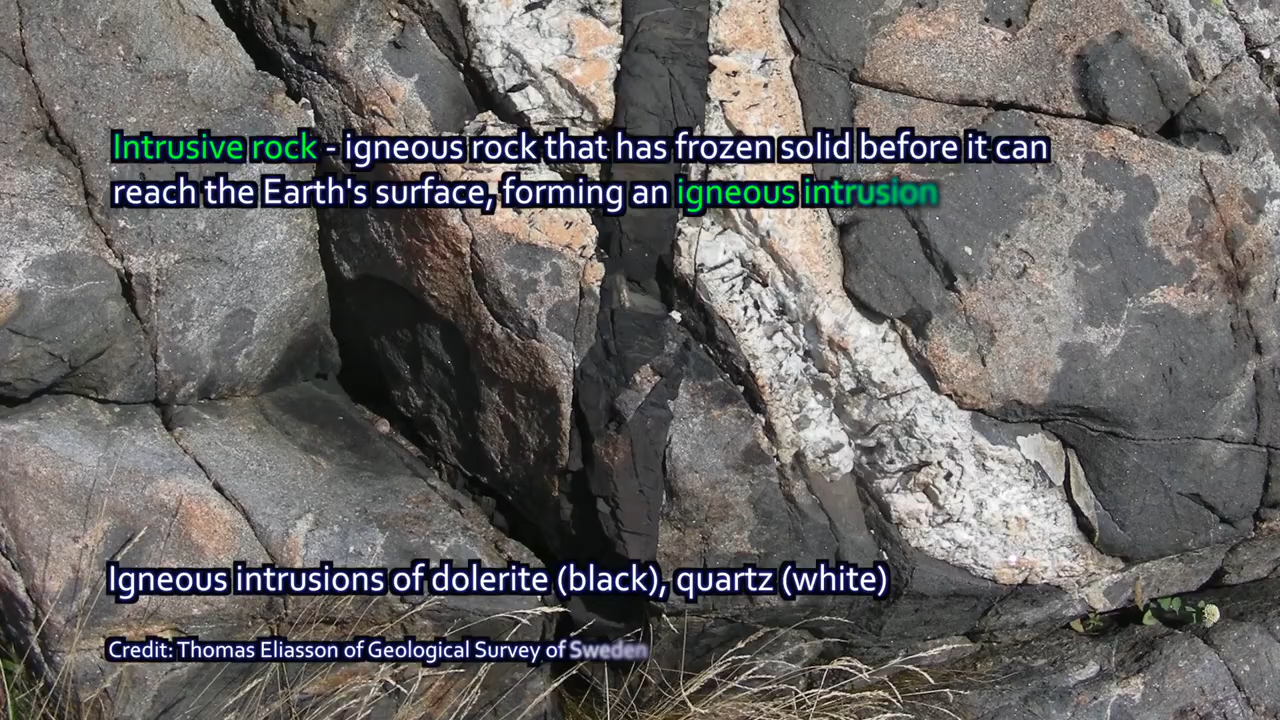 Intrusive rock - igneous rock that has frozen solid before it can
reach the Earth's surface, forming an igneous intrusion
Igneous intrusions of dolerite (black), quartz (white)
Credit: Thomas Eliasson of Geological Survey of Sweden